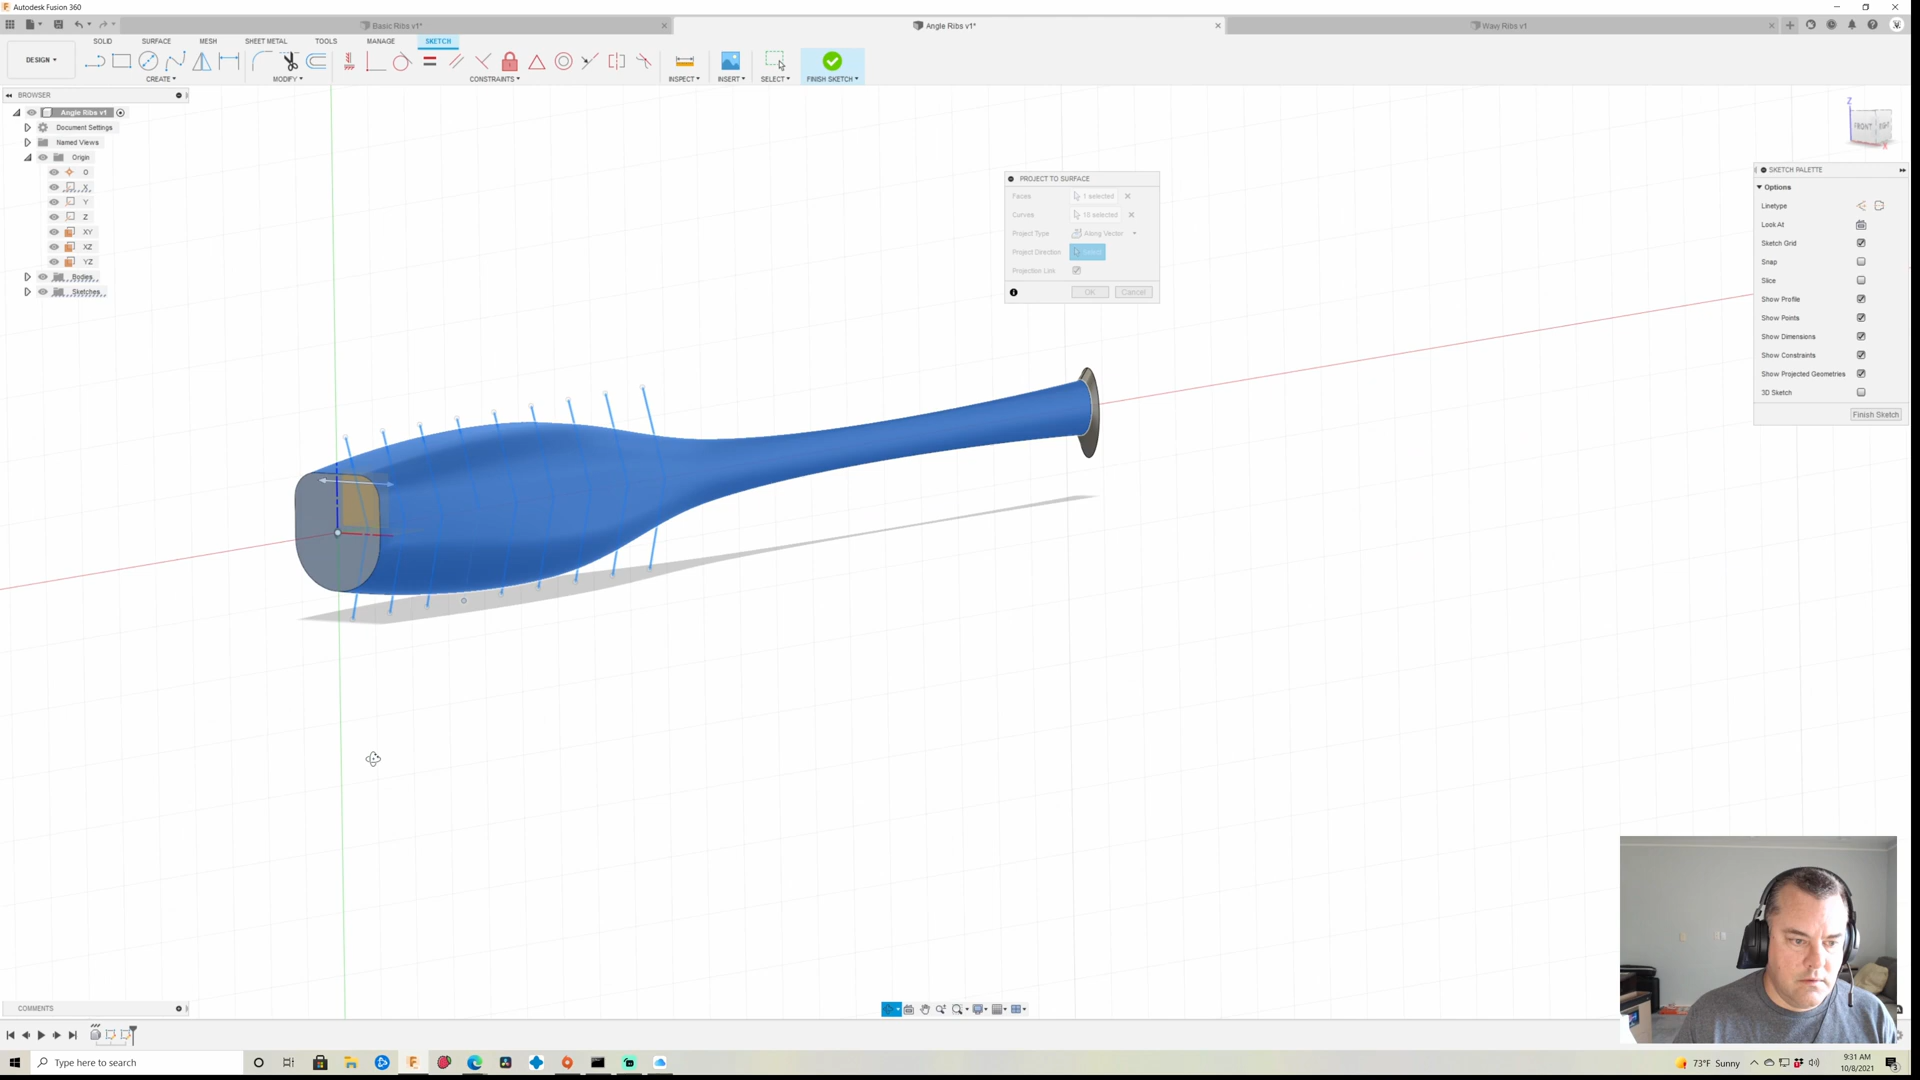 Autodesk Fusion 360
Basic Ribs v1*
Angle Ribs v1*
Wavy Ribs v1
DESIGN
SOLID
SURFACE
MESH
SHEET METAL
TOOLS
MANAGE
SKETCH
CREATE
MODIFY
CONSTRAINTS
INSPECT
INSERT
SELECT
FINISH SKETCH
BROWSER
Angle Ribs v1
Document Settings
Named Views
Origin
O
X
Y
Z
XY
XZ
YZ
Bodies
Sketches
Z
FRONT
X
PROJECT TO SURFACE
Faces 1 selected
Curves 18 selected
Project Type Along Vector
Project Direction Select
Projection Link
OK Cancel
SKETCH PALETTE
Options
Linetype
Look At
Sketch Grid
Snap
Slice
Show Profile
Show Points
Show Dimensions
Show Constraints
Show Projected Geometries
3D Sketch
Finish Sketch
COMMENTS
Type here to search
73°F Sunny
9:31 AM
10/8/2021